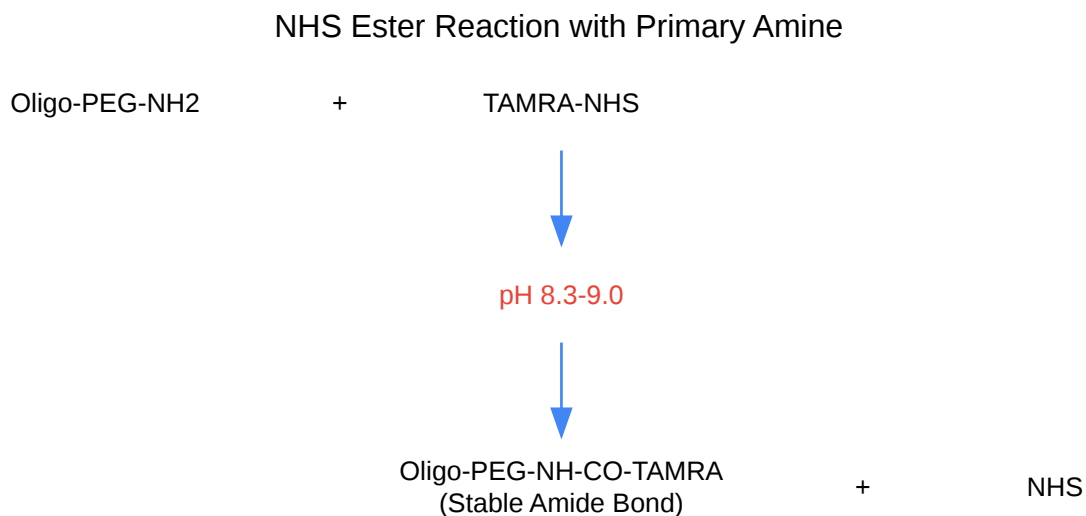 NHS Ester Reaction with Primary Amine
Oligo-PEG-NH2 + TAMRA-NHS
pH 8.3-9.0
Oligo-PEG-NH-CO-TAMRA
(Stable Amide Bond) + NHS